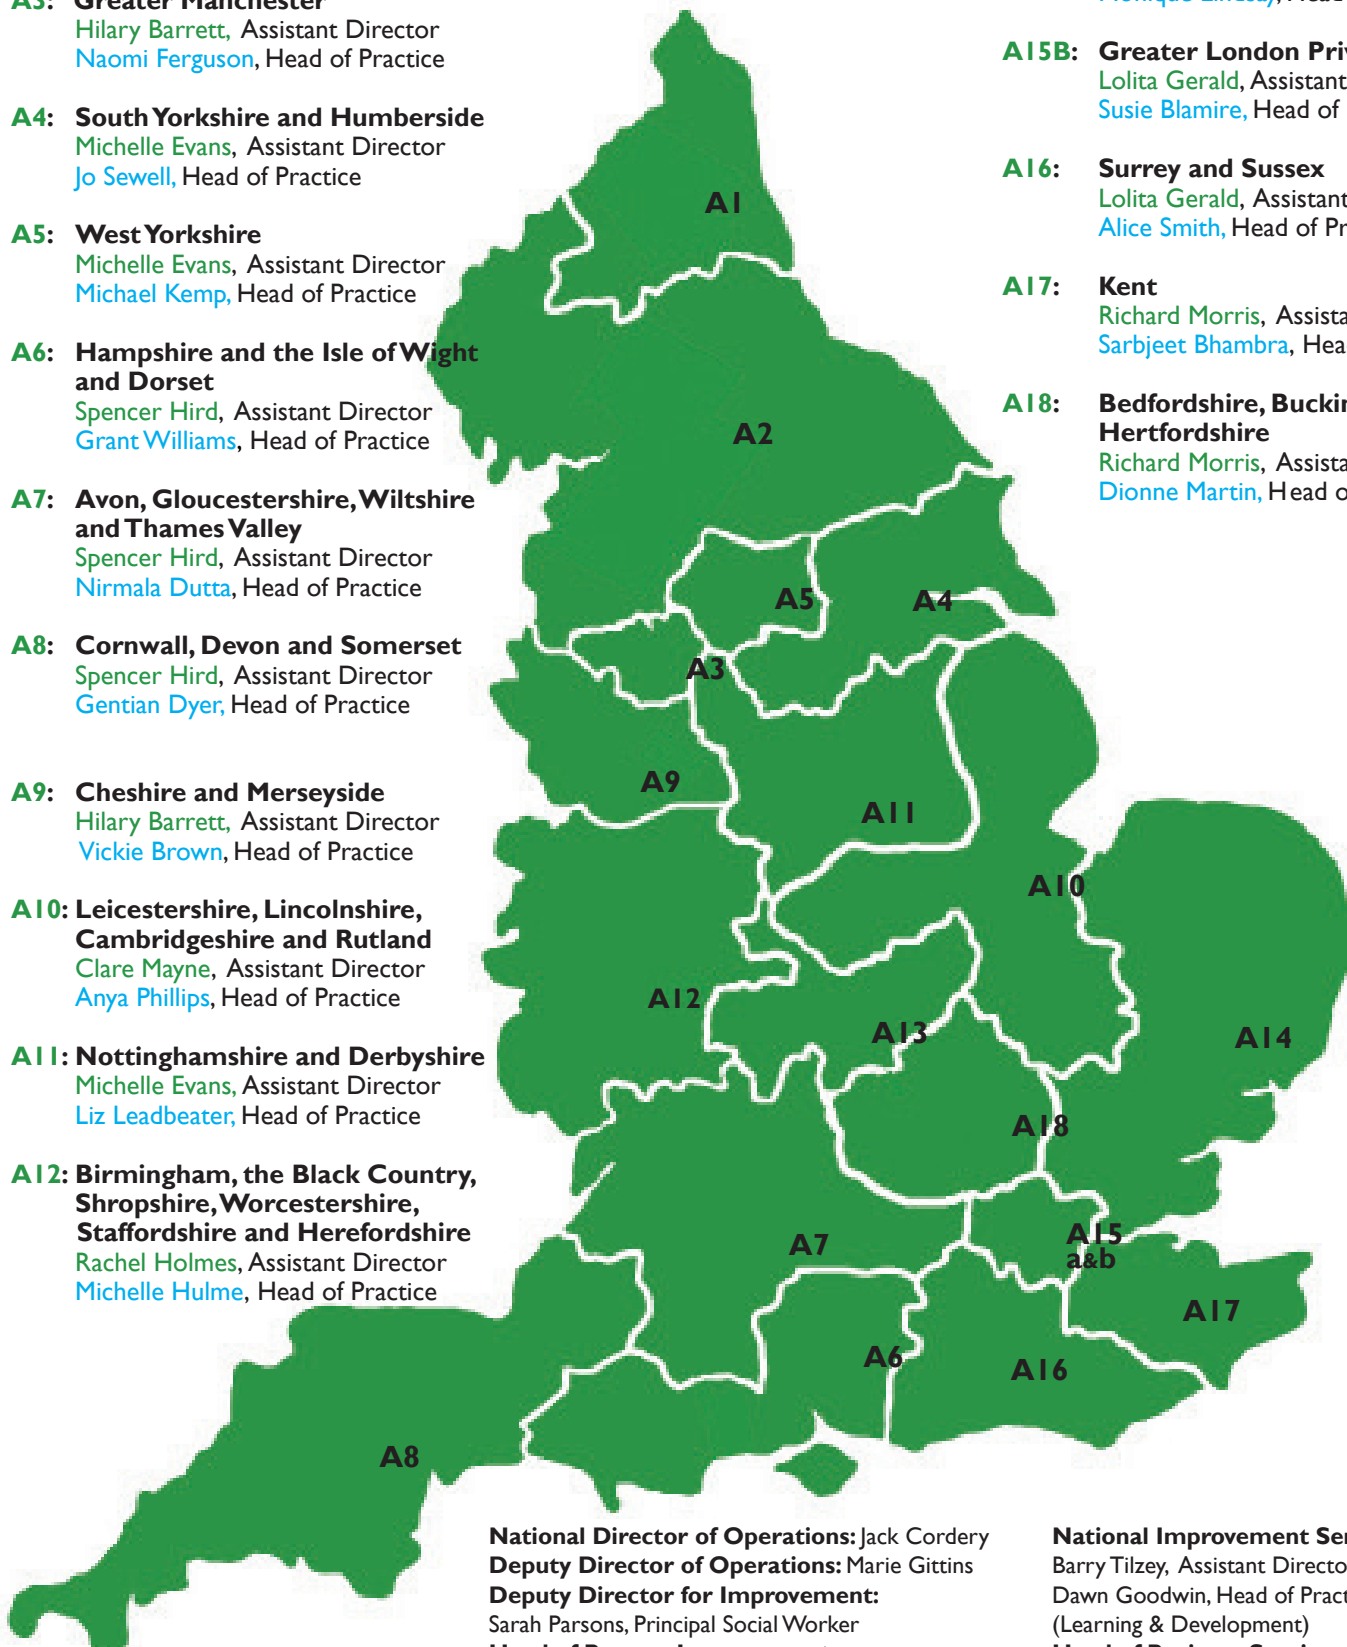 A3: Greater Manchester
Hilary Barrett, Assistant Director
Naomi Ferguson, Head of Practice
A4: South Yorkshire and Humberside
Michelle Evans, Assistant Director
Jo Sewell, Head of Practice
A5: West Yorkshire
Michelle Evans, Assistant Director
Michael Kemp, Head of Practice
A6: Hampshire and the Isle of Wight
and Dorset
Spencer Hird, Assistant Director
Grant Williams, Head of Practice
A7: Avon, Gloucestershire, Wiltshire
and Thames Valley
Spencer Hird, Assistant Director
Nirmala Dutta, Head of Practice
A8: Cornwall, Devon and Somerset
Spencer Hird, Assistant Director
Gentian Dyer, Head of Practice
A9: Cheshire and Merseyside
Hilary Barrett, Assistant Director
Vickie Brown, Head of Practice
A10: Leicestershire, Lincolnshire,
Cambridgeshire and Rutland
Clare Mayne, Assistant Director
Anya Phillips, Head of Practice
A11: Nottinghamshire and Derbyshire
Michelle Evans, Assistant Director
Liz Leadbeater, Head of Practice
A12: Birmingham, the Black Country,
Shropshire, Worcestershire,
Staffordshire and Herefordshire
Rachel Holmes, Assistant Director
Michelle Hulme, Head of Practice
A1
A2
A5
A4
A3
A9
A11
A10
A12
A13
A14
A18
A7
A15
a&b
A17
A6
A16
A8
Monique Lindsay, Head
A15B: Greater London Priv
Lolita Gerald, Assistant
Susie Blamire, Head of
A16: Surrey and Sussex
Lolita Gerald, Assistant
Alice Smith, Head of Pr
A17: Kent
Richard Morris, Assista
Sarbjeet Bhambra, Hea
A18: Bedfordshire, Buckin
Hertfordshire
Richard Morris, Assista
Dionne Martin, Head o
National Director of Operations: Jack Cordery
Deputy Director of Operations: Marie Gittins
Deputy Director for Improvement:
Sarah Parsons, Principal Social Worker
National Improvement Ser
Barry Tilzey, Assistant Directo
Dawn Goodwin, Head of Pract
(Learning & Development)